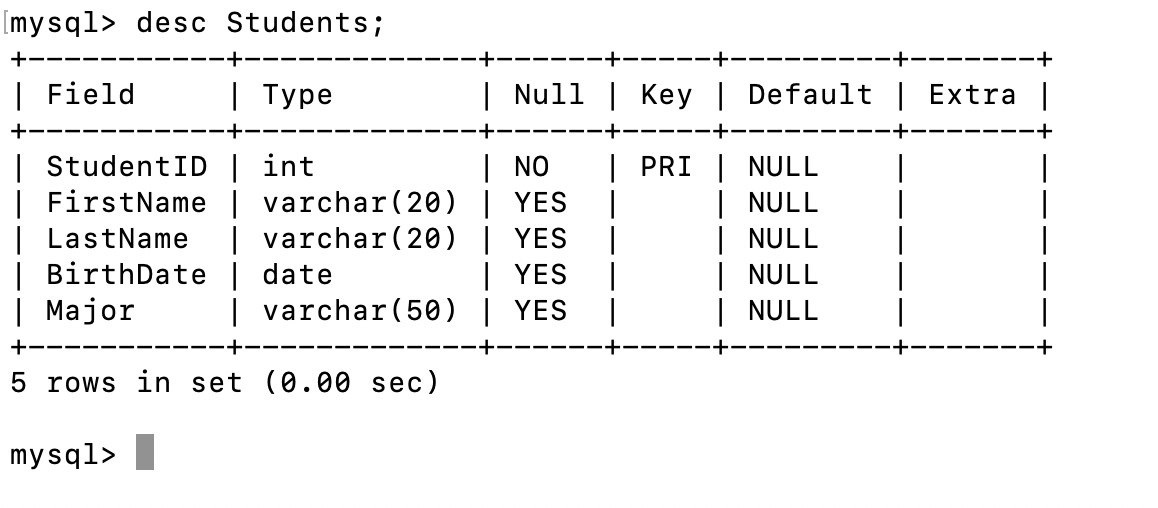 mysql> desc Students;
+-----------+-------------+------+-----+---------+-------+
| Field     | Type        | Null | Key | Default | Extra |
+-----------+-------------+------+-----+---------+-------+
| StudentID | int         | NO   | PRI | NULL    |       |
| FirstName | varchar(20) | YES  |     | NULL    |       |
| LastName  | varchar(20) | YES  |     | NULL    |       |
| BirthDate | date        | YES  |     | NULL    |       |
| Major     | varchar(50) | YES  |     | NULL    |       |
+-----------+-------------+------+-----+---------+-------+
5 rows in set (0.00 sec)
mysql>